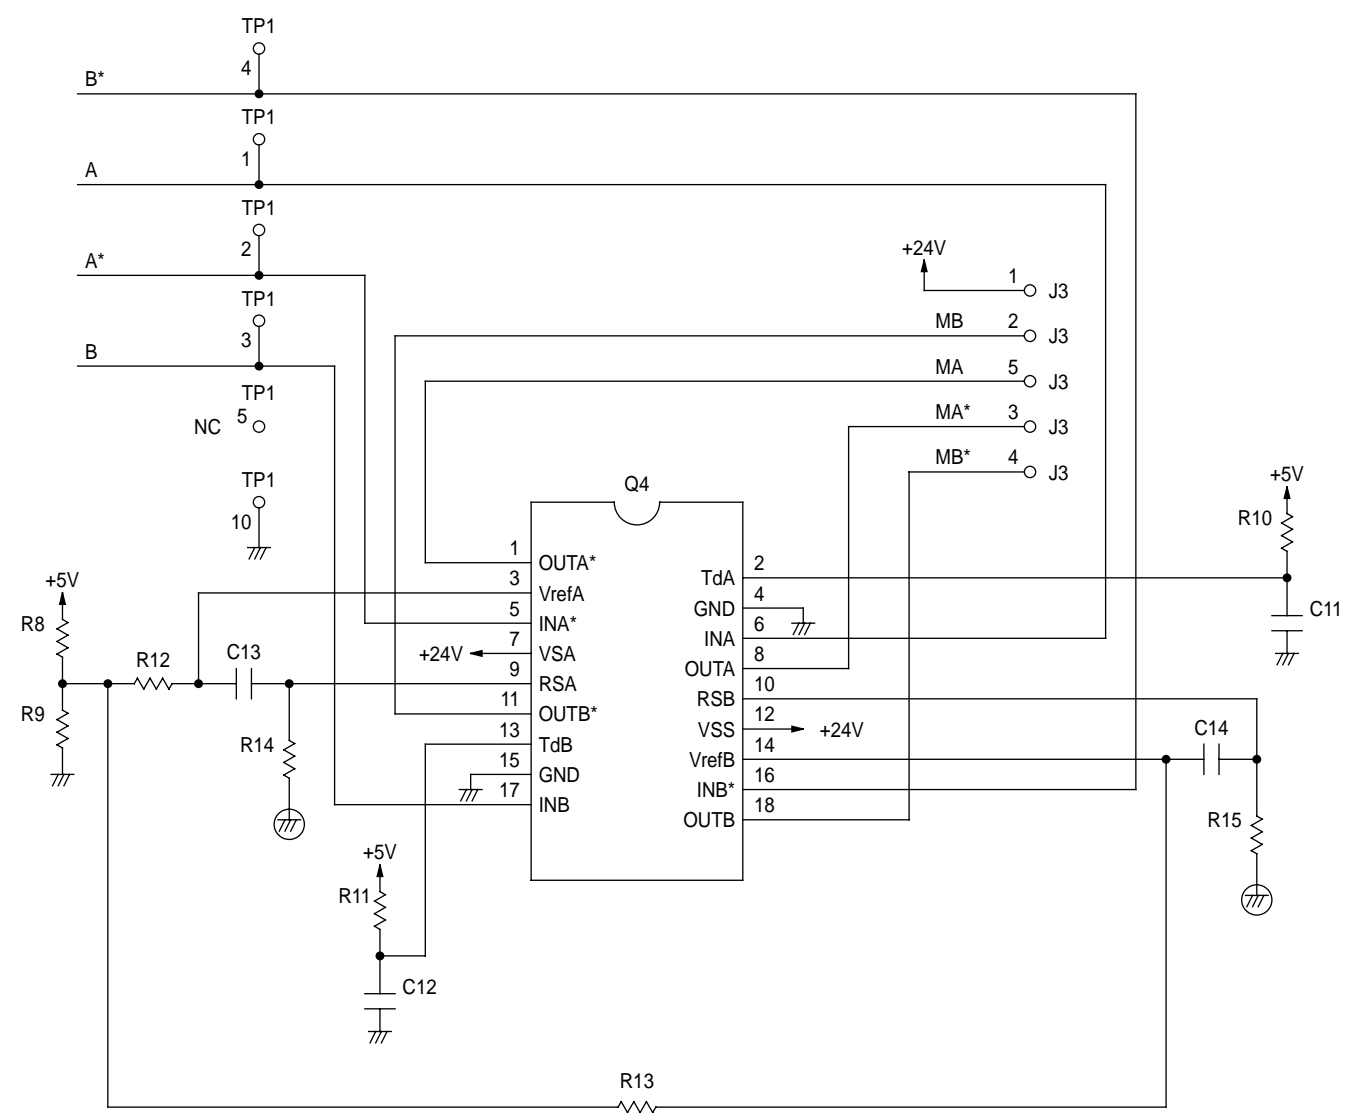 TP1
4
B*
TP1
1
A
TP1
2
A*
+24V
1 J3
TP1
3
B
MB 2 J3
MA 5 J3
TP1
NC 5
MA* 3 J3
MB* 4 J3
TP1
10
Q4
+5V
R10
C11
1 OUTA*
3 VrefA
5 INA*
7 VSA
+24V
9 RSA
11 OUTB*
13 TdB
15 GND
17 INB
TdA 2
GND 4
INA 6
OUTA 8
RSB 10
VSS 12
+24V
VrefB 14
INB* 16
OUTB 18
+5V
R8
R12
C13
R9
R14
C14
R15
+5V
R11
C12
R13